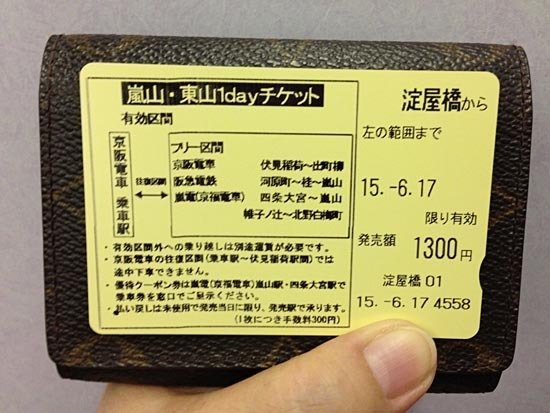 嵐山・東山1dayチケット
有効区間
京阪電車 乗車駅
往復区間
フリー区間
京阪電車 伏見稲荷～出町柳
阪急電鉄 河原町～桂～嵐山
嵐電(京福電車) 四条大宮～嵐山
帷子ノ辻～北野白梅町
・有効区間外への乗り越しは別途運賃が必要です。
・京阪電車の往復区間(乗車駅～伏見稲荷駅間)では
途中下車できません。
・優待クーポン券は嵐電(京福電車)嵐山駅・四条大宮駅で
乗車券を窓口でご呈示ください。
・払い戻しは未使用で発売当日に限り、発売駅で承ります。
(1枚につき手数料300円)
淀屋橋から
左の範囲まで
15.-6.17
限り有効
発売額 1300円
淀屋橋 01
15.-6.17 4558